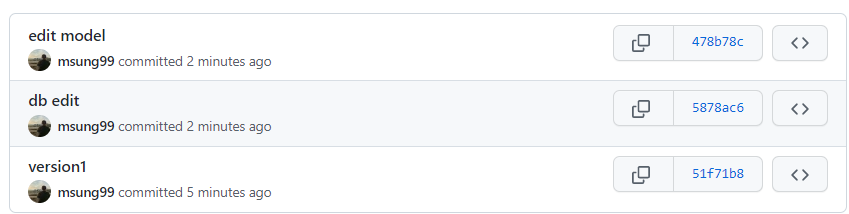 edit model
msung99 committed 2 minutes ago
478b78c
db edit
msung99 committed 2 minutes ago
5878ac6
version1
msung99 committed 5 minutes ago
51f71b8